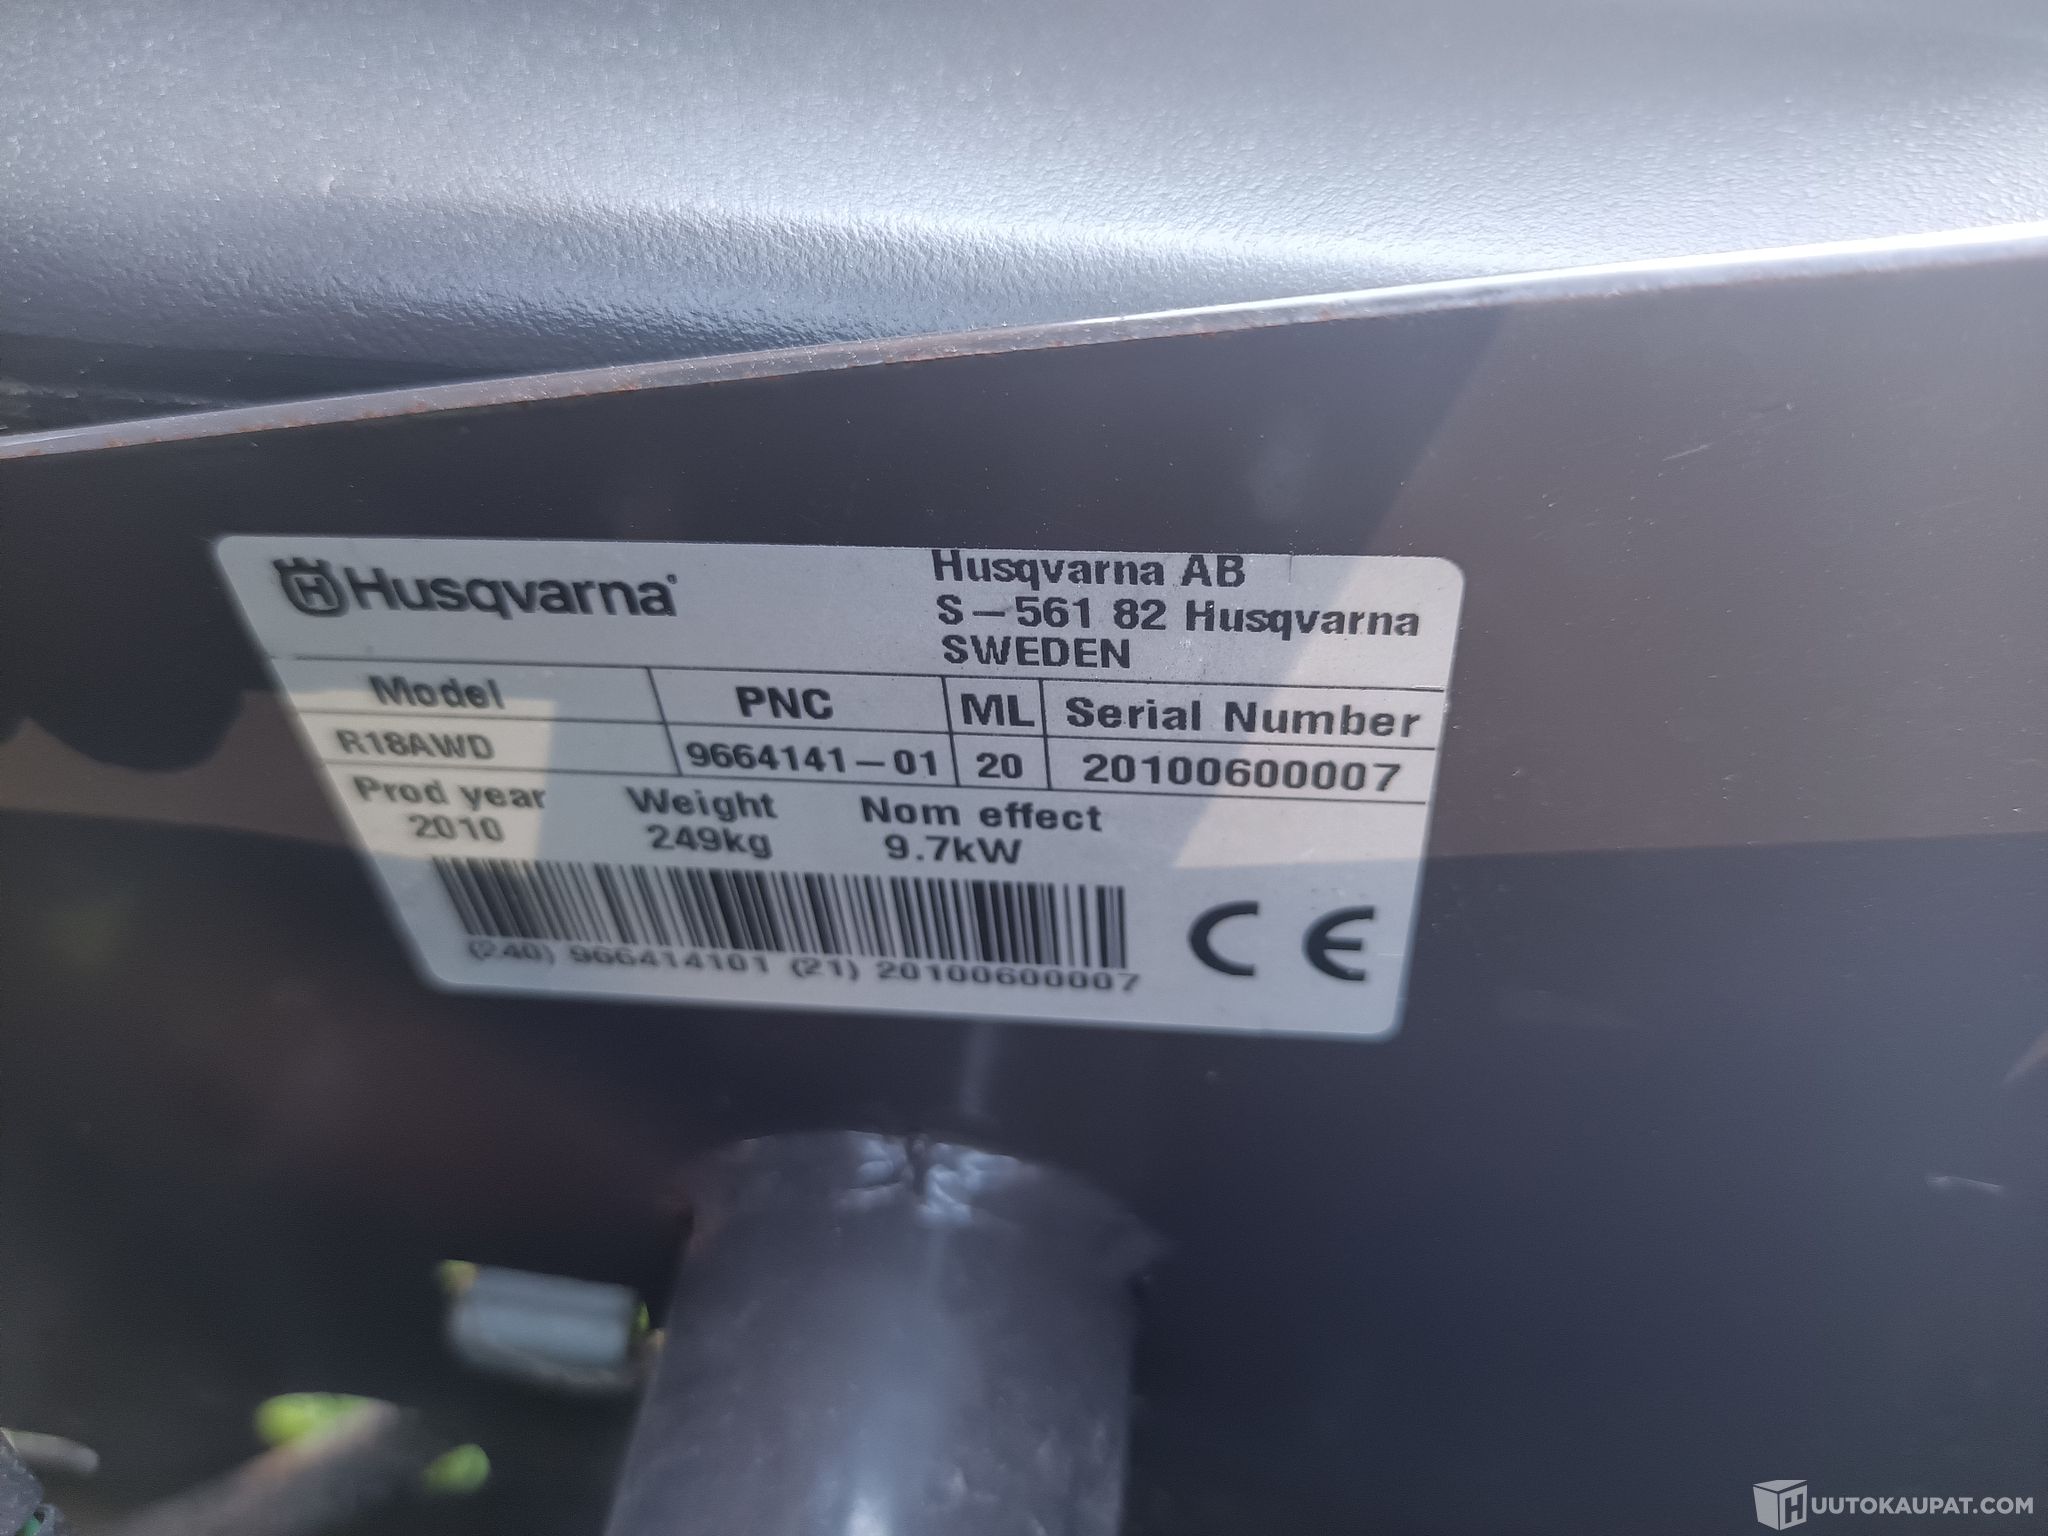 Husqvarna
Husqvarna AB
S-561 82 Husqvarna
SWEDEN
Model PNC ML Serial Number
R18AWD 9664141-01 20 20100600007
Prod year Weight Nom effect
2010 249kg 9.7kW
(240) 966414101 (21) 20100600007
CE
HUUTOKAUPAT.COM